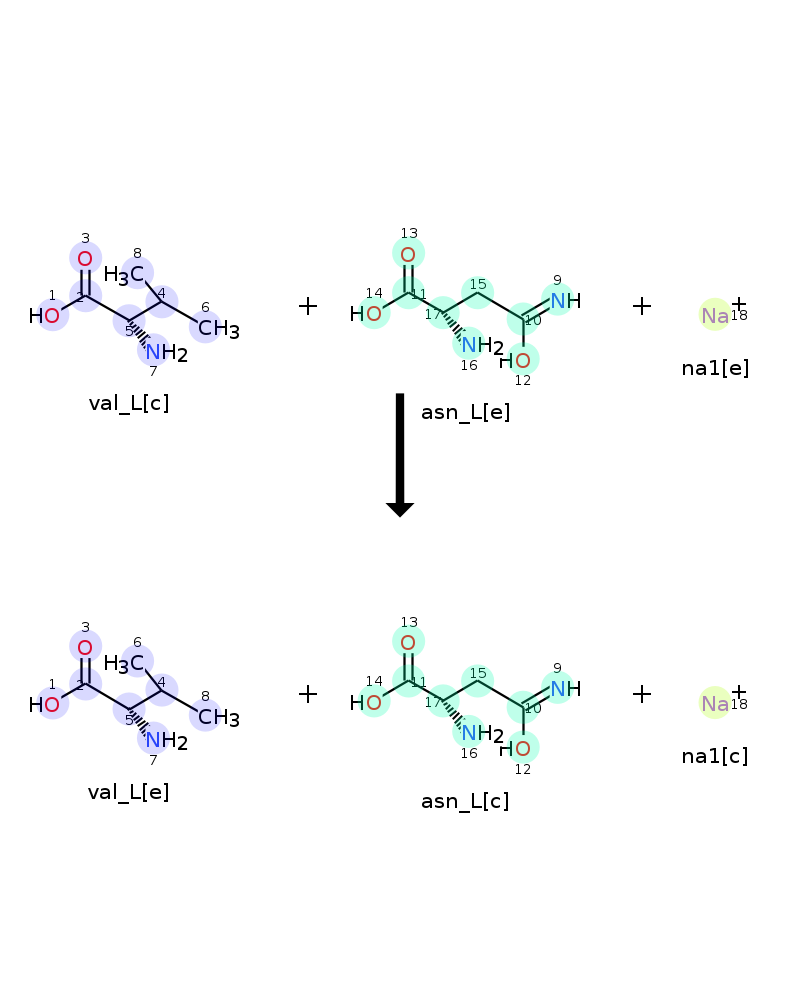 3
1 2 HO O 8 H3C 4 6 CH3 5 NH2 7
val_L[c]
+
13
14 HO O 11 17 15 NH2 16 9 NH 10 HO 12
asn_L[e]
+
Na+ 18
na1[e]
3
1 2 HO O 6 H3C 4 8 CH3 5 NH2 7
val_L[e]
+
13
14 HO O 11 17 15 NH2 16 9 NH 10 HO 12
asn_L[c]
+
Na+ 18
na1[c]